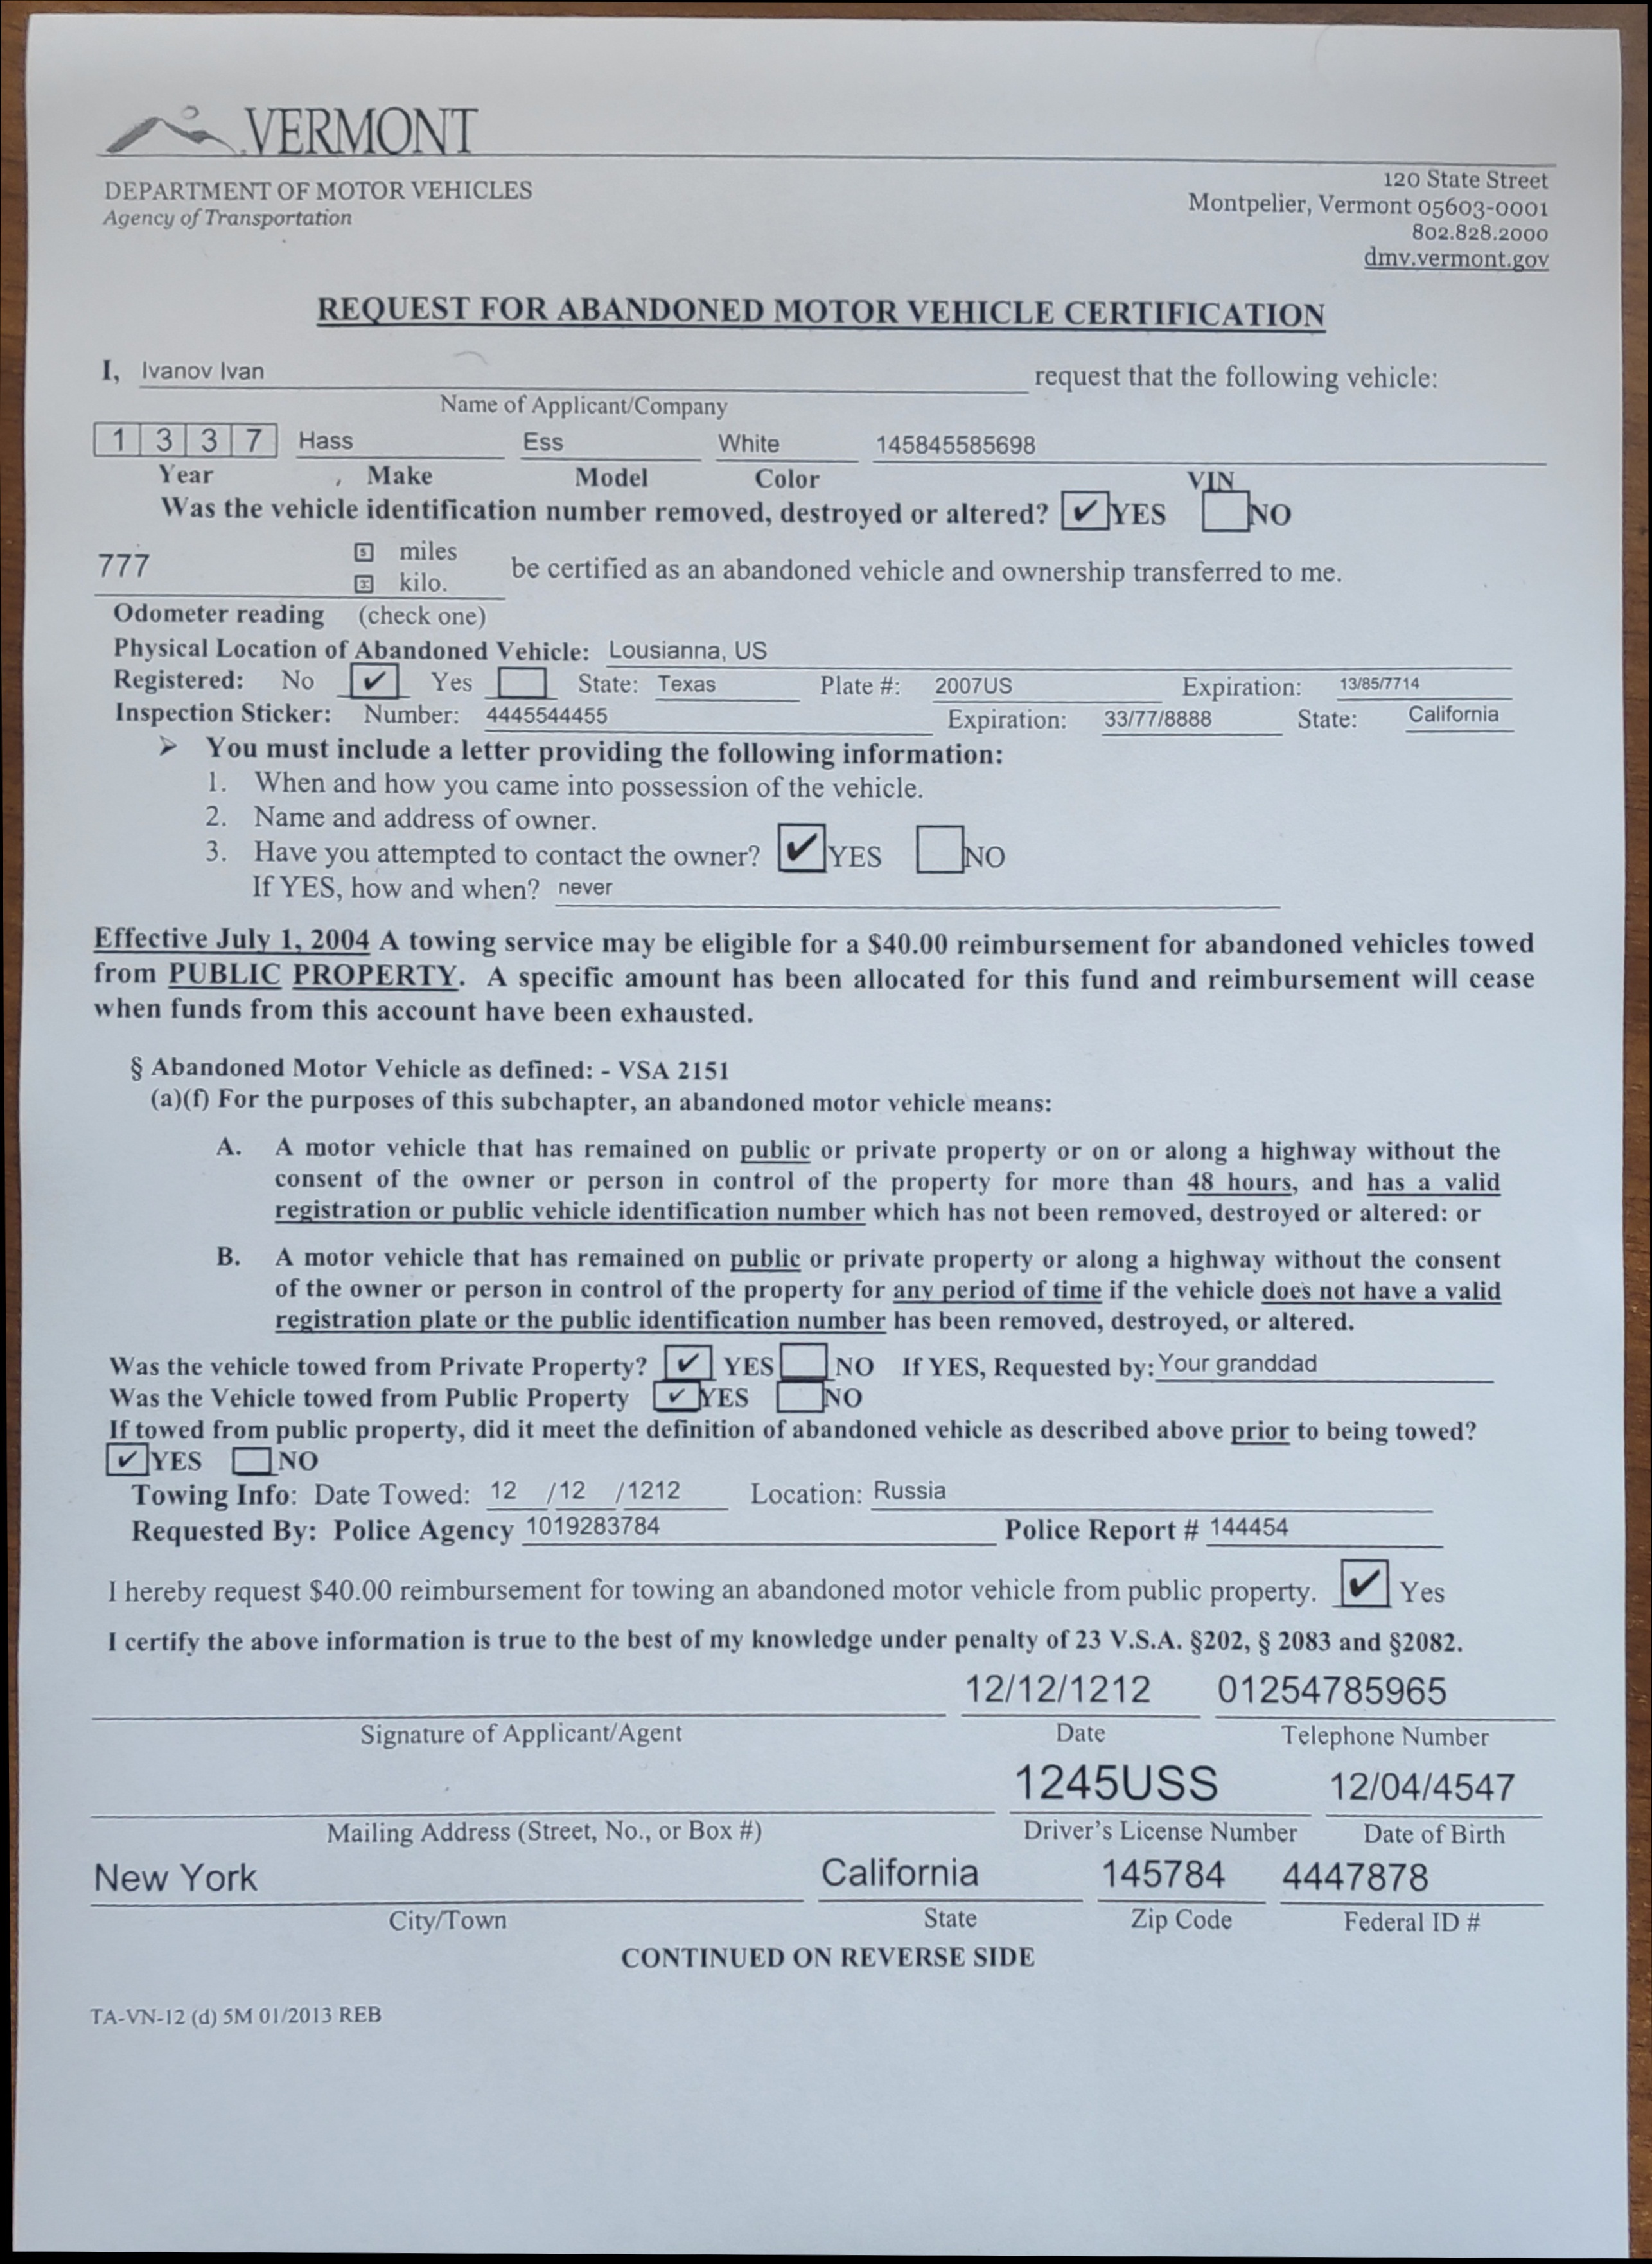 VERMONT
DEPARTMENT OF MOTOR VEHICLES
Agency of Transportation
120 State Street
Montpelier, Vermont 05603-0001
802.828.2000
dmv.vermont.gov
REQUEST FOR ABANDONED MOTOR VEHICLE CERTIFICATION
I, Ivanov Ivan request that the following vehicle:
Name of Applicant/Company
1 3 3 7 Hass Ess White 145845585698
Year Make Model Color VIN
Was the vehicle identification number removed, destroyed or altered? ✔ YES NO
777 miles
kilo. be certified as an abandoned vehicle and ownership transferred to me.
Odometer reading (check one)
Physical Location of Abandoned Vehicle: Lousianna, US
Registered: No ✔ Yes State: Texas Plate #: 2007US Expiration: 13/85/7714
Inspection Sticker: Number: 4445544455 Expiration: 33/77/8888 State: California
➢ You must include a letter providing the following information:
1. When and how you came into possession of the vehicle.
2. Name and address of owner.
3. Have you attempted to contact the owner? ✔ YES NO
If YES, how and when? never
Effective July 1, 2004 A towing service may be eligible for a $40.00 reimbursement for abandoned vehicles towed
from PUBLIC PROPERTY. A specific amount has been allocated for this fund and reimbursement will cease
when funds from this account have been exhausted.
§ Abandoned Motor Vehicle as defined: - VSA 2151
(a)(f) For the purposes of this subchapter, an abandoned motor vehicle means:
A. A motor vehicle that has remained on public or private property or on or along a highway without the
consent of the owner or person in control of the property for more than 48 hours, and has a valid
registration or public vehicle identification number which has not been removed, destroyed or altered: or
B. A motor vehicle that has remained on public or private property or along a highway without the consent
of the owner or person in control of the property for any period of time if the vehicle does not have a valid
registration plate or the public identification number has been removed, destroyed, or altered.
Was the vehicle towed from Private Property? ✔ YES NO If YES, Requested by: Your granddad
Was the Vehicle towed from Public Property ✔ YES NO
If towed from public property, did it meet the definition of abandoned vehicle as described above prior to being towed?
✔ YES NO
Towing Info: Date Towed: 12 /12 /1212 Location: Russia
Requested By: Police Agency 1019283784 Police Report # 144454
I hereby request $40.00 reimbursement for towing an abandoned motor vehicle from public property. ✔ Yes
I certify the above information is true to the best of my knowledge under penalty of 23 V.S.A. §202, § 2083 and §2082.
12/12/1212 01254785965
Signature of Applicant/Agent Date Telephone Number
1245USS 12/04/4547
Mailing Address (Street, No., or Box #) Driver's License Number Date of Birth
New York California 145784 4447878
City/Town State Zip Code Federal ID #
CONTINUED ON REVERSE SIDE
TA-VN-12 (d) 5M 01/2013 REB